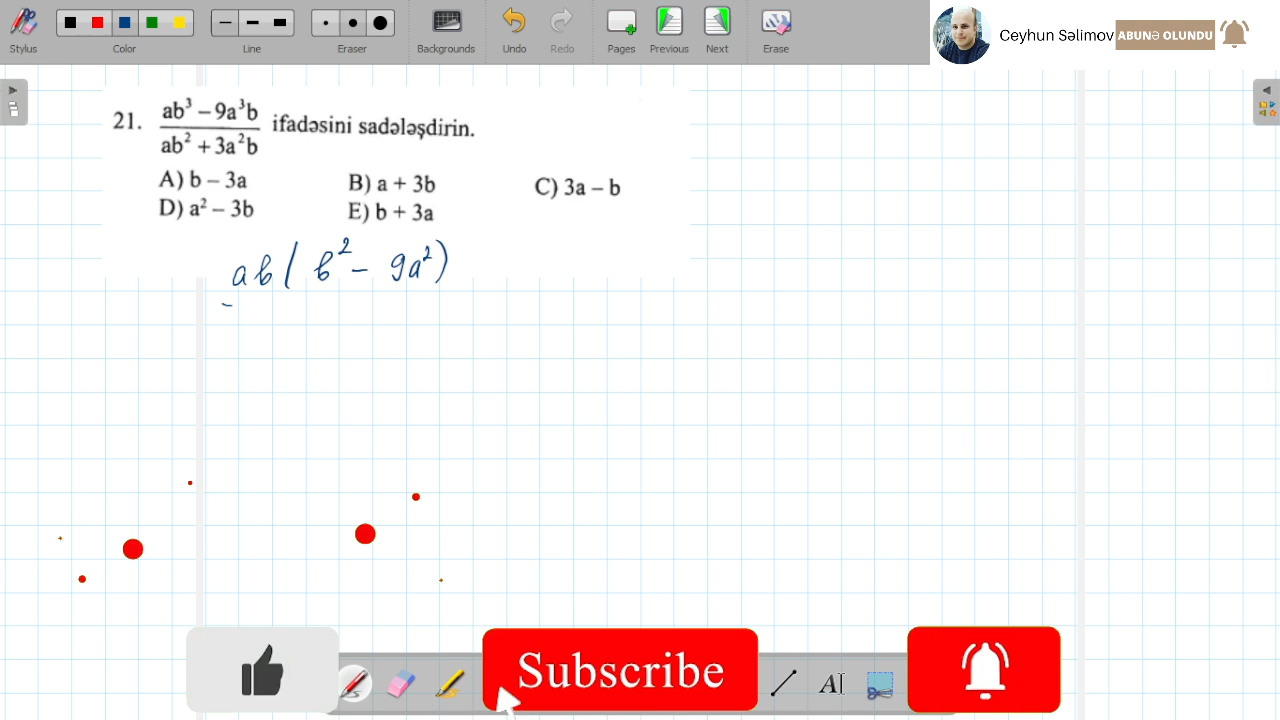 Stylus
Color
Line
Eraser
Backgrounds
Undo
Redo
Pages
Previous
Next
Erase
Ceyhun Səlimov
ABUNƏ OLUNDU
21. ab³ – 9a³b / ab² + 3a²b ifadəsini sadələşdirin.
A) b – 3a B) a + 3b C) 3a – b
D) a² – 3b E) b + 3a
ab( b² – 9a²)
Subscribe
A